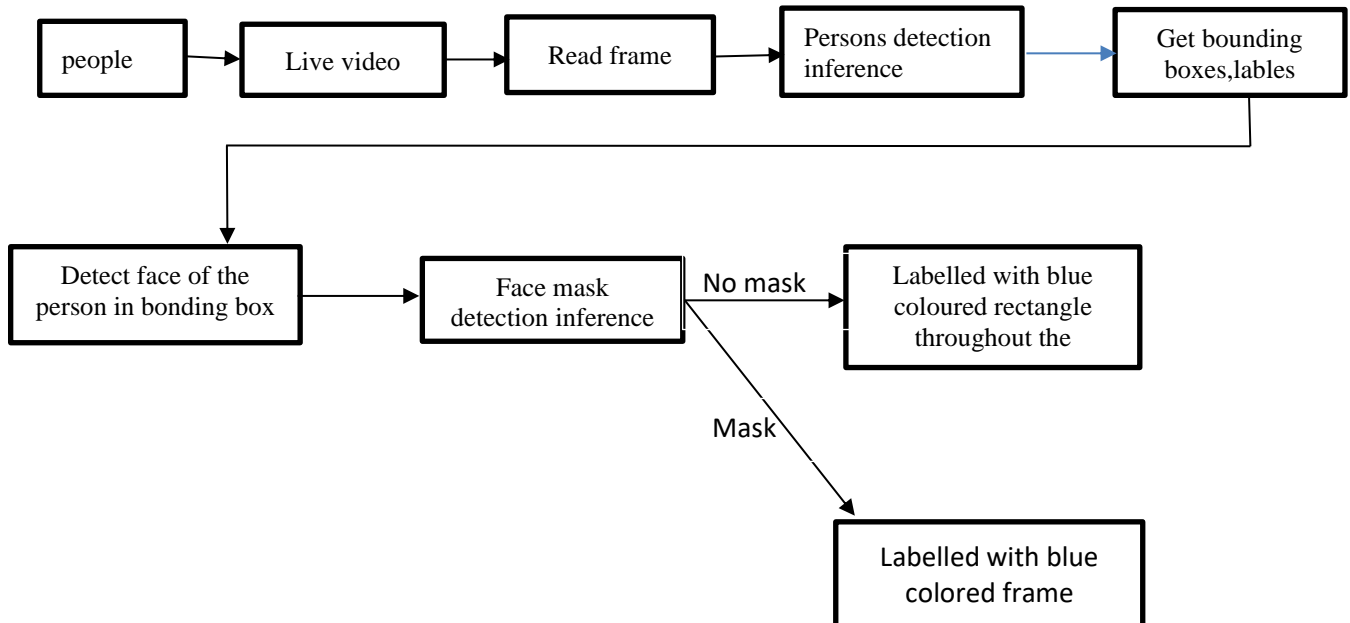 people
Live video
Read frame
Persons detection
inference
Get bounding
boxes,lables
Detect face of the
person in bonding box
Face mask
detection inference
No mask
Labelled with blue
coloured rectangle
throughout the
Mask
Labelled with blue
colored frame